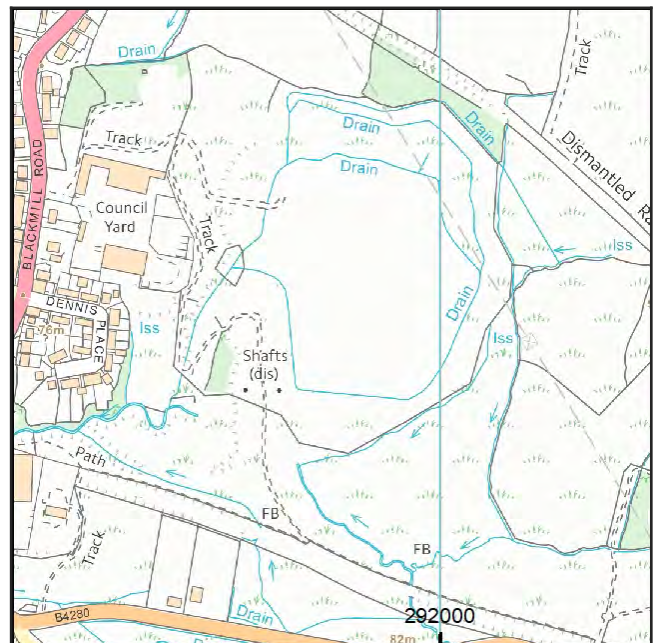 Drain
Track
Drain
Drain
Track
Drain
Dismantled Ra
BLACKMILL ROAD
Council
Yard
Track
Iss
DENNIS
PLACE
76m
Iss
Drain
Iss
Shafts
(dis)
Path
FB
FB
Track
B4280
Drain
292000
82m